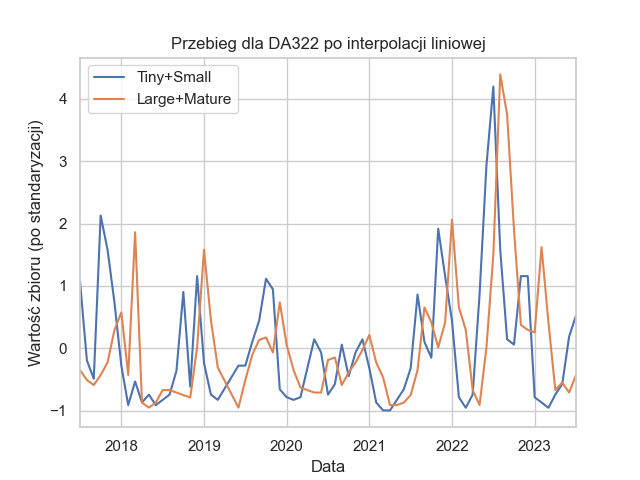 Przebieg dla DA322 po interpolacji liniowej
Tiny+Small
Large+Mature
Wartość zbioru (po standaryzacji)
4
3
2
1
0
−1
2018
2019
2020
2021
2022
2023
Data